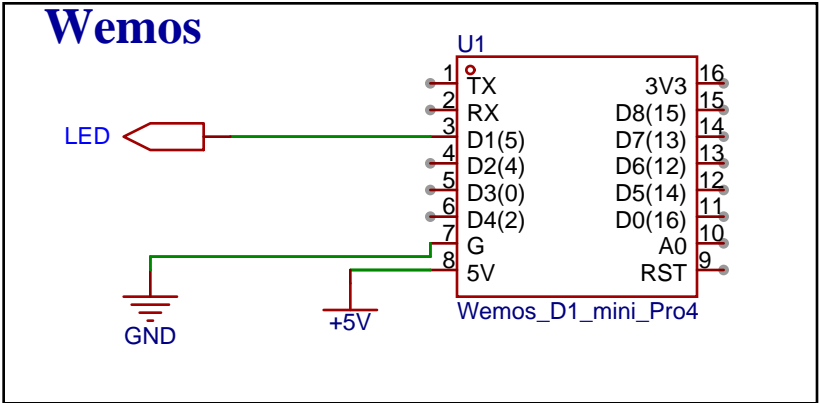 Wemos
U1
LED
1 TX
2 RX
3 D1(5)
4 D2(4)
5 D3(0)
6 D4(2)
7 G
8 5V
3V3 16
D8(15) 15
D7(13) 14
D6(12) 13
D5(14) 12
D0(16) 11
A0 10
RST 9
GND
+5V
Wemos_D1_mini_Pro4